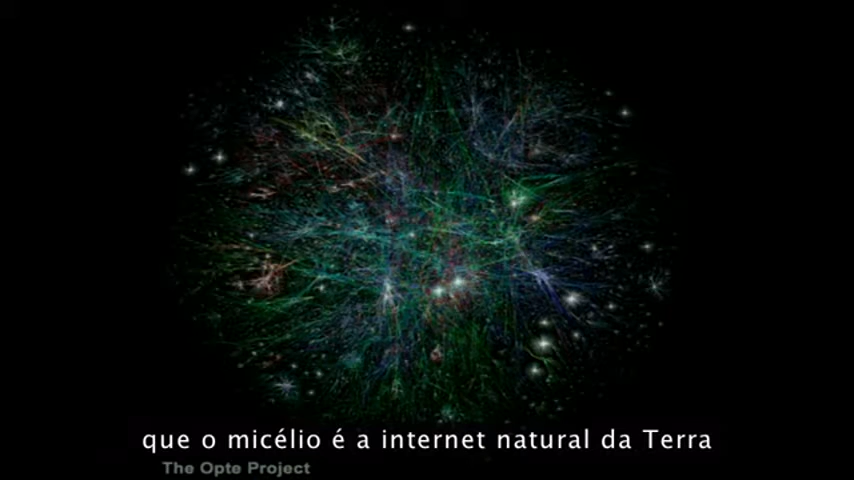 que o micélio é a internet natural da Terra
The Opte Project